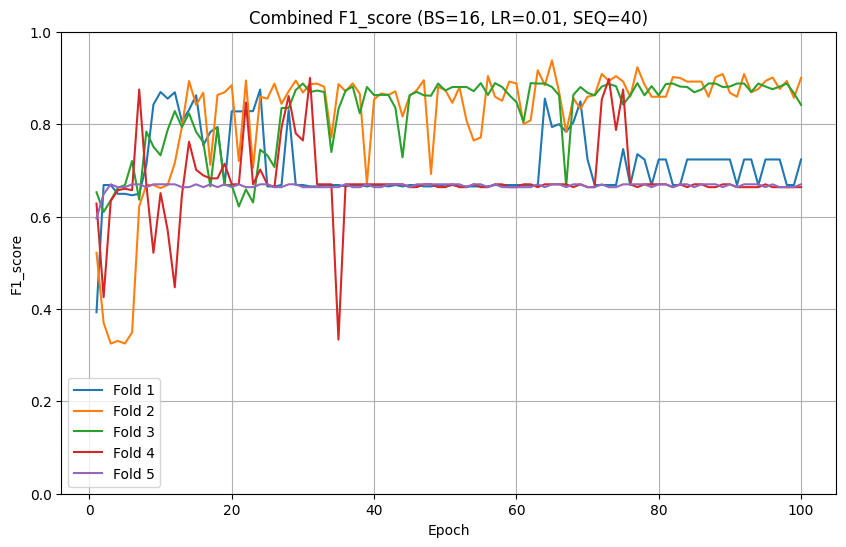 Combined F1_score (BS=16, LR=0.01, SEQ=40)
F1_score
1.0
0.8
0.6
0.4
0.2
0.0
Fold 1
Fold 2
Fold 3
Fold 4
Fold 5
0 20 40 60 80 100
Epoch